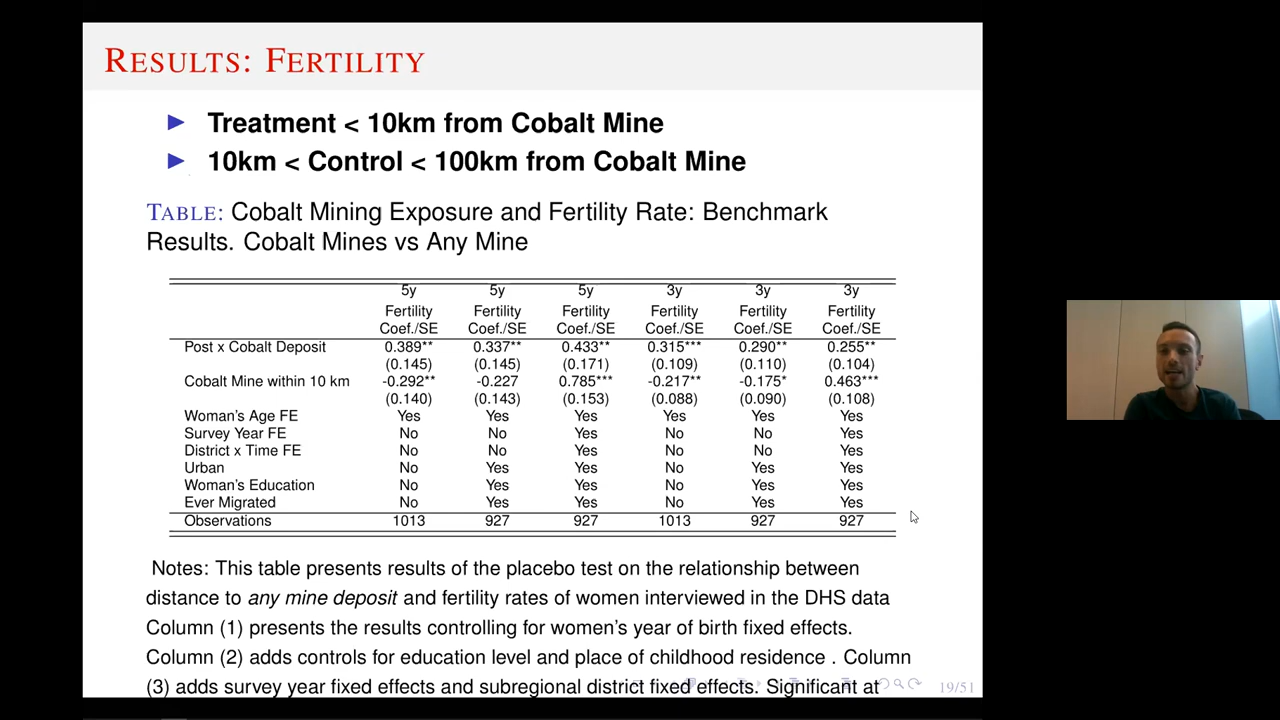 RESULTS: FERTILITY
Treatment < 10km from Cobalt Mine
10km < Control < 100km from Cobalt Mine
TABLE: Cobalt Mining Exposure and Fertility Rate: Benchmark
Results. Cobalt Mines vs Any Mine
5y 5y 5y 3y 3y 3y
Fertility Fertility Fertility Fertility Fertility Fertility
Coef./SE Coef./SE Coef./SE Coef./SE Coef./SE Coef./SE
Post x Cobalt Deposit 0.389** 0.337** 0.433** 0.315*** 0.290** 0.255**
(0.145) (0.145) (0.171) (0.109) (0.110) (0.104)
Cobalt Mine within 10 km -0.292** -0.227 0.785*** -0.217** -0.175* 0.463***
(0.140) (0.143) (0.153) (0.088) (0.090) (0.108)
Woman's Age FE Yes Yes Yes Yes Yes Yes
Survey Year FE No No Yes No No Yes
District x Time FE No No Yes No No Yes
Urban No Yes Yes No Yes Yes
Woman's Education No Yes Yes No Yes Yes
Ever Migrated No Yes Yes No Yes Yes
Observations 1013 927 927 1013 927 927
Notes: This table presents results of the placebo test on the relationship between
distance to any mine deposit and fertility rates of women interviewed in the DHS data
Column (1) presents the results controlling for women's year of birth fixed effects.
Column (2) adds controls for education level and place of childhood residence . Column
(3) adds survey year fixed effects and subregional district fixed effects. Significant at
19/51